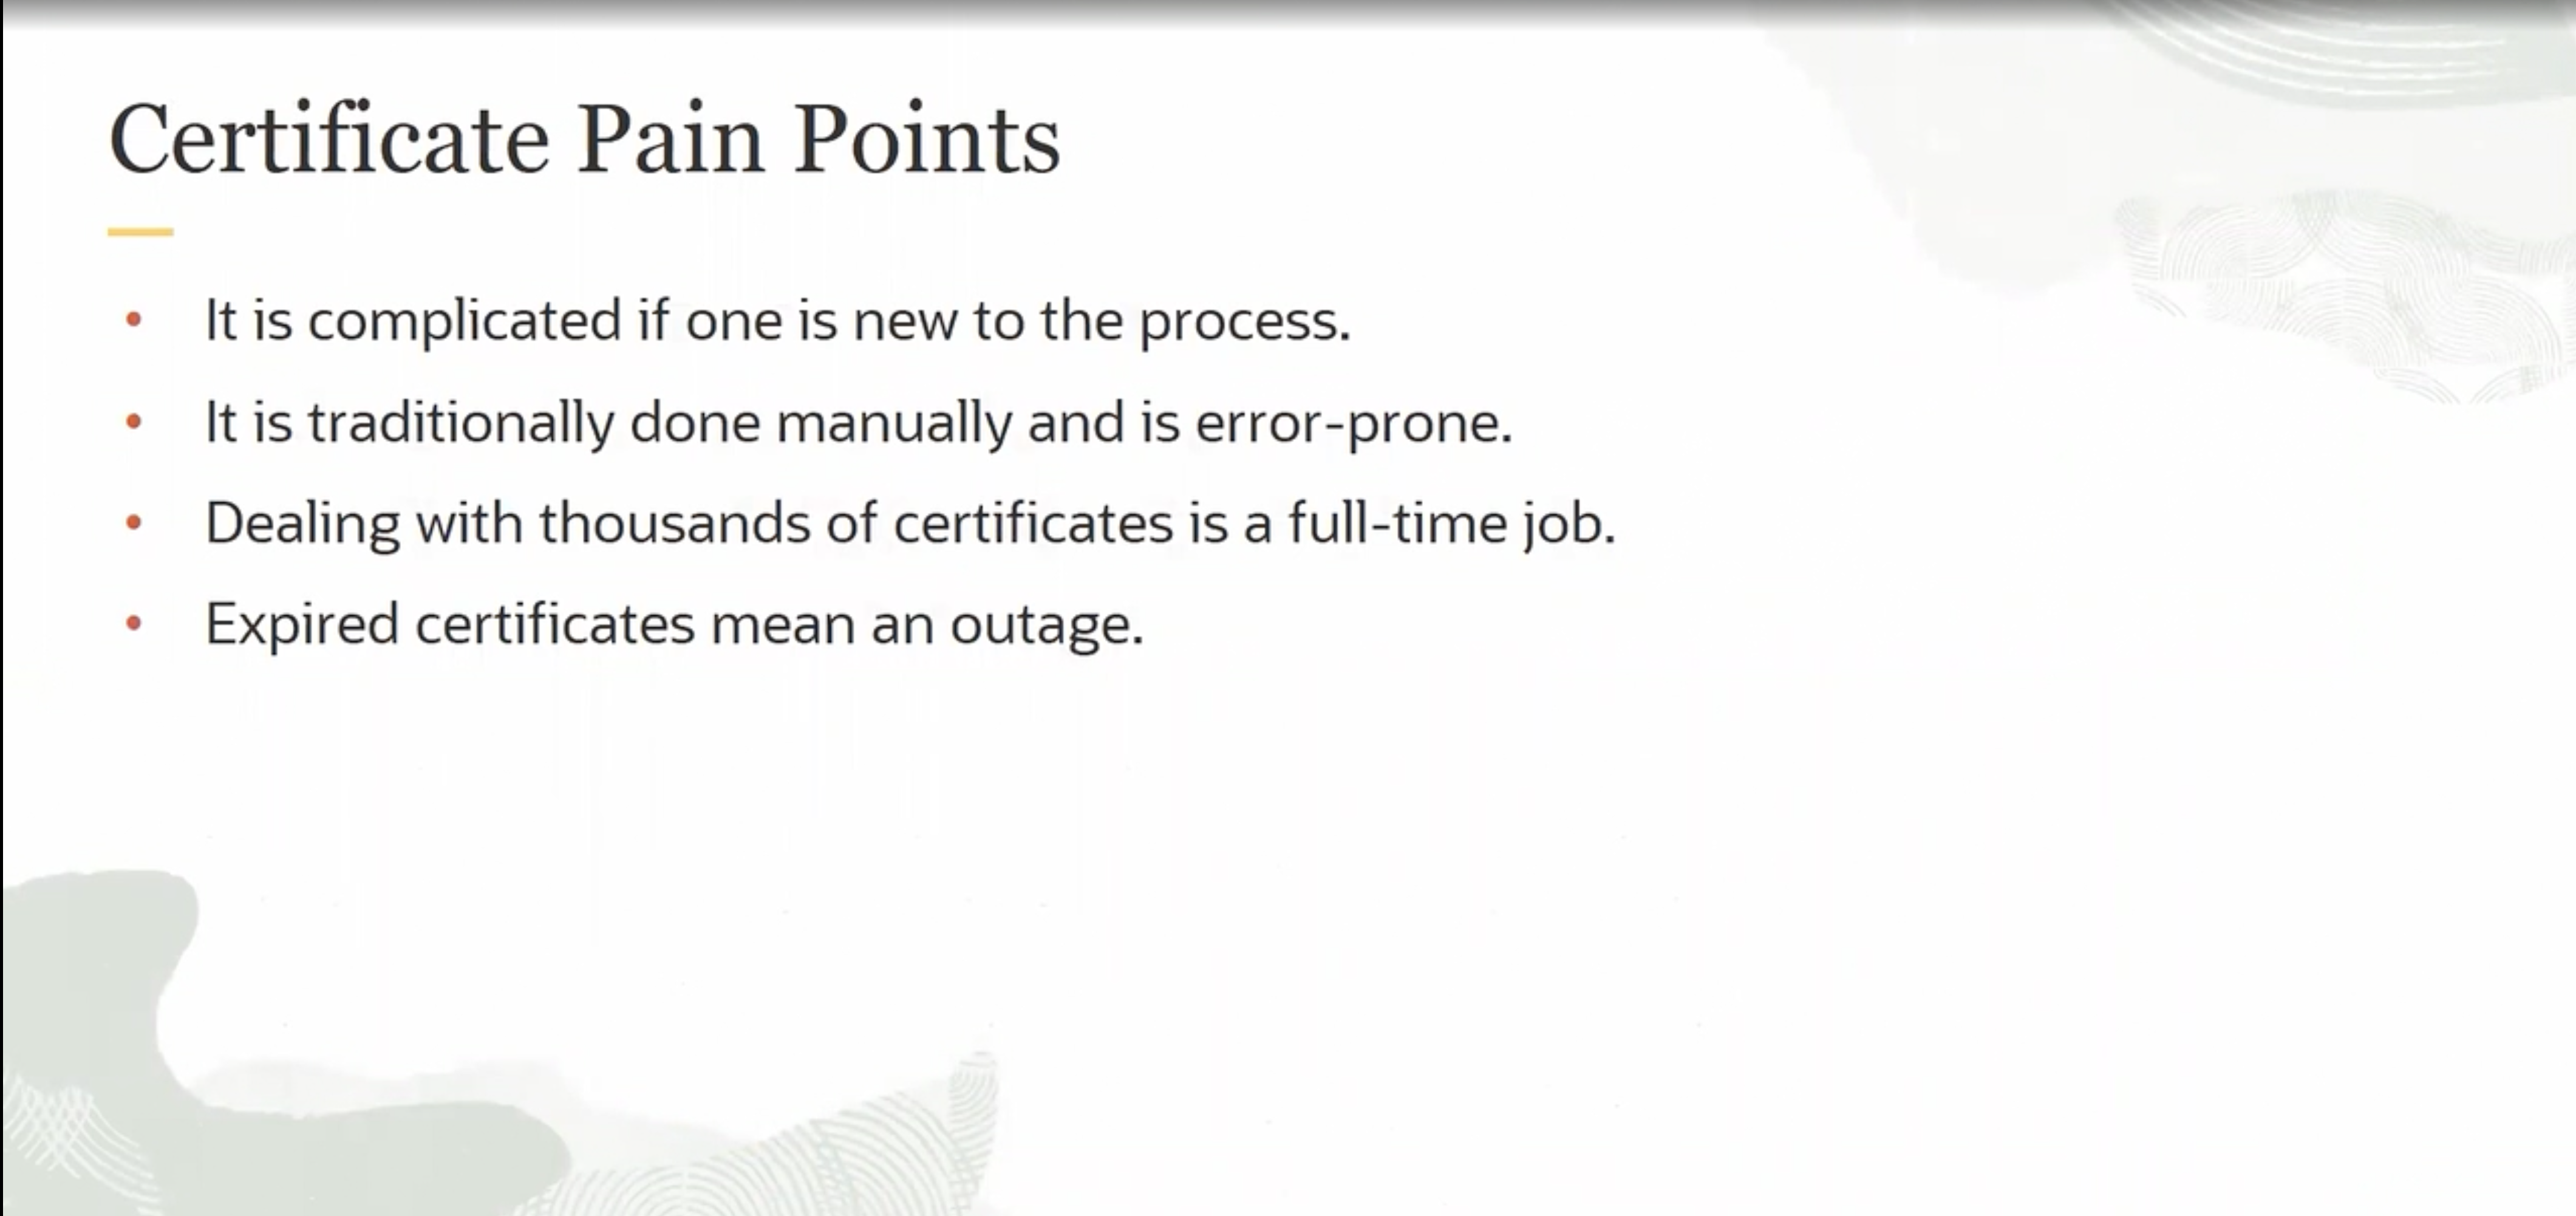 Certificate Pain Points
• It is complicated if one is new to the process.
• It is traditionally done manually and is error-prone.
• Dealing with thousands of certificates is a full-time job.
• Expired certificates mean an outage.